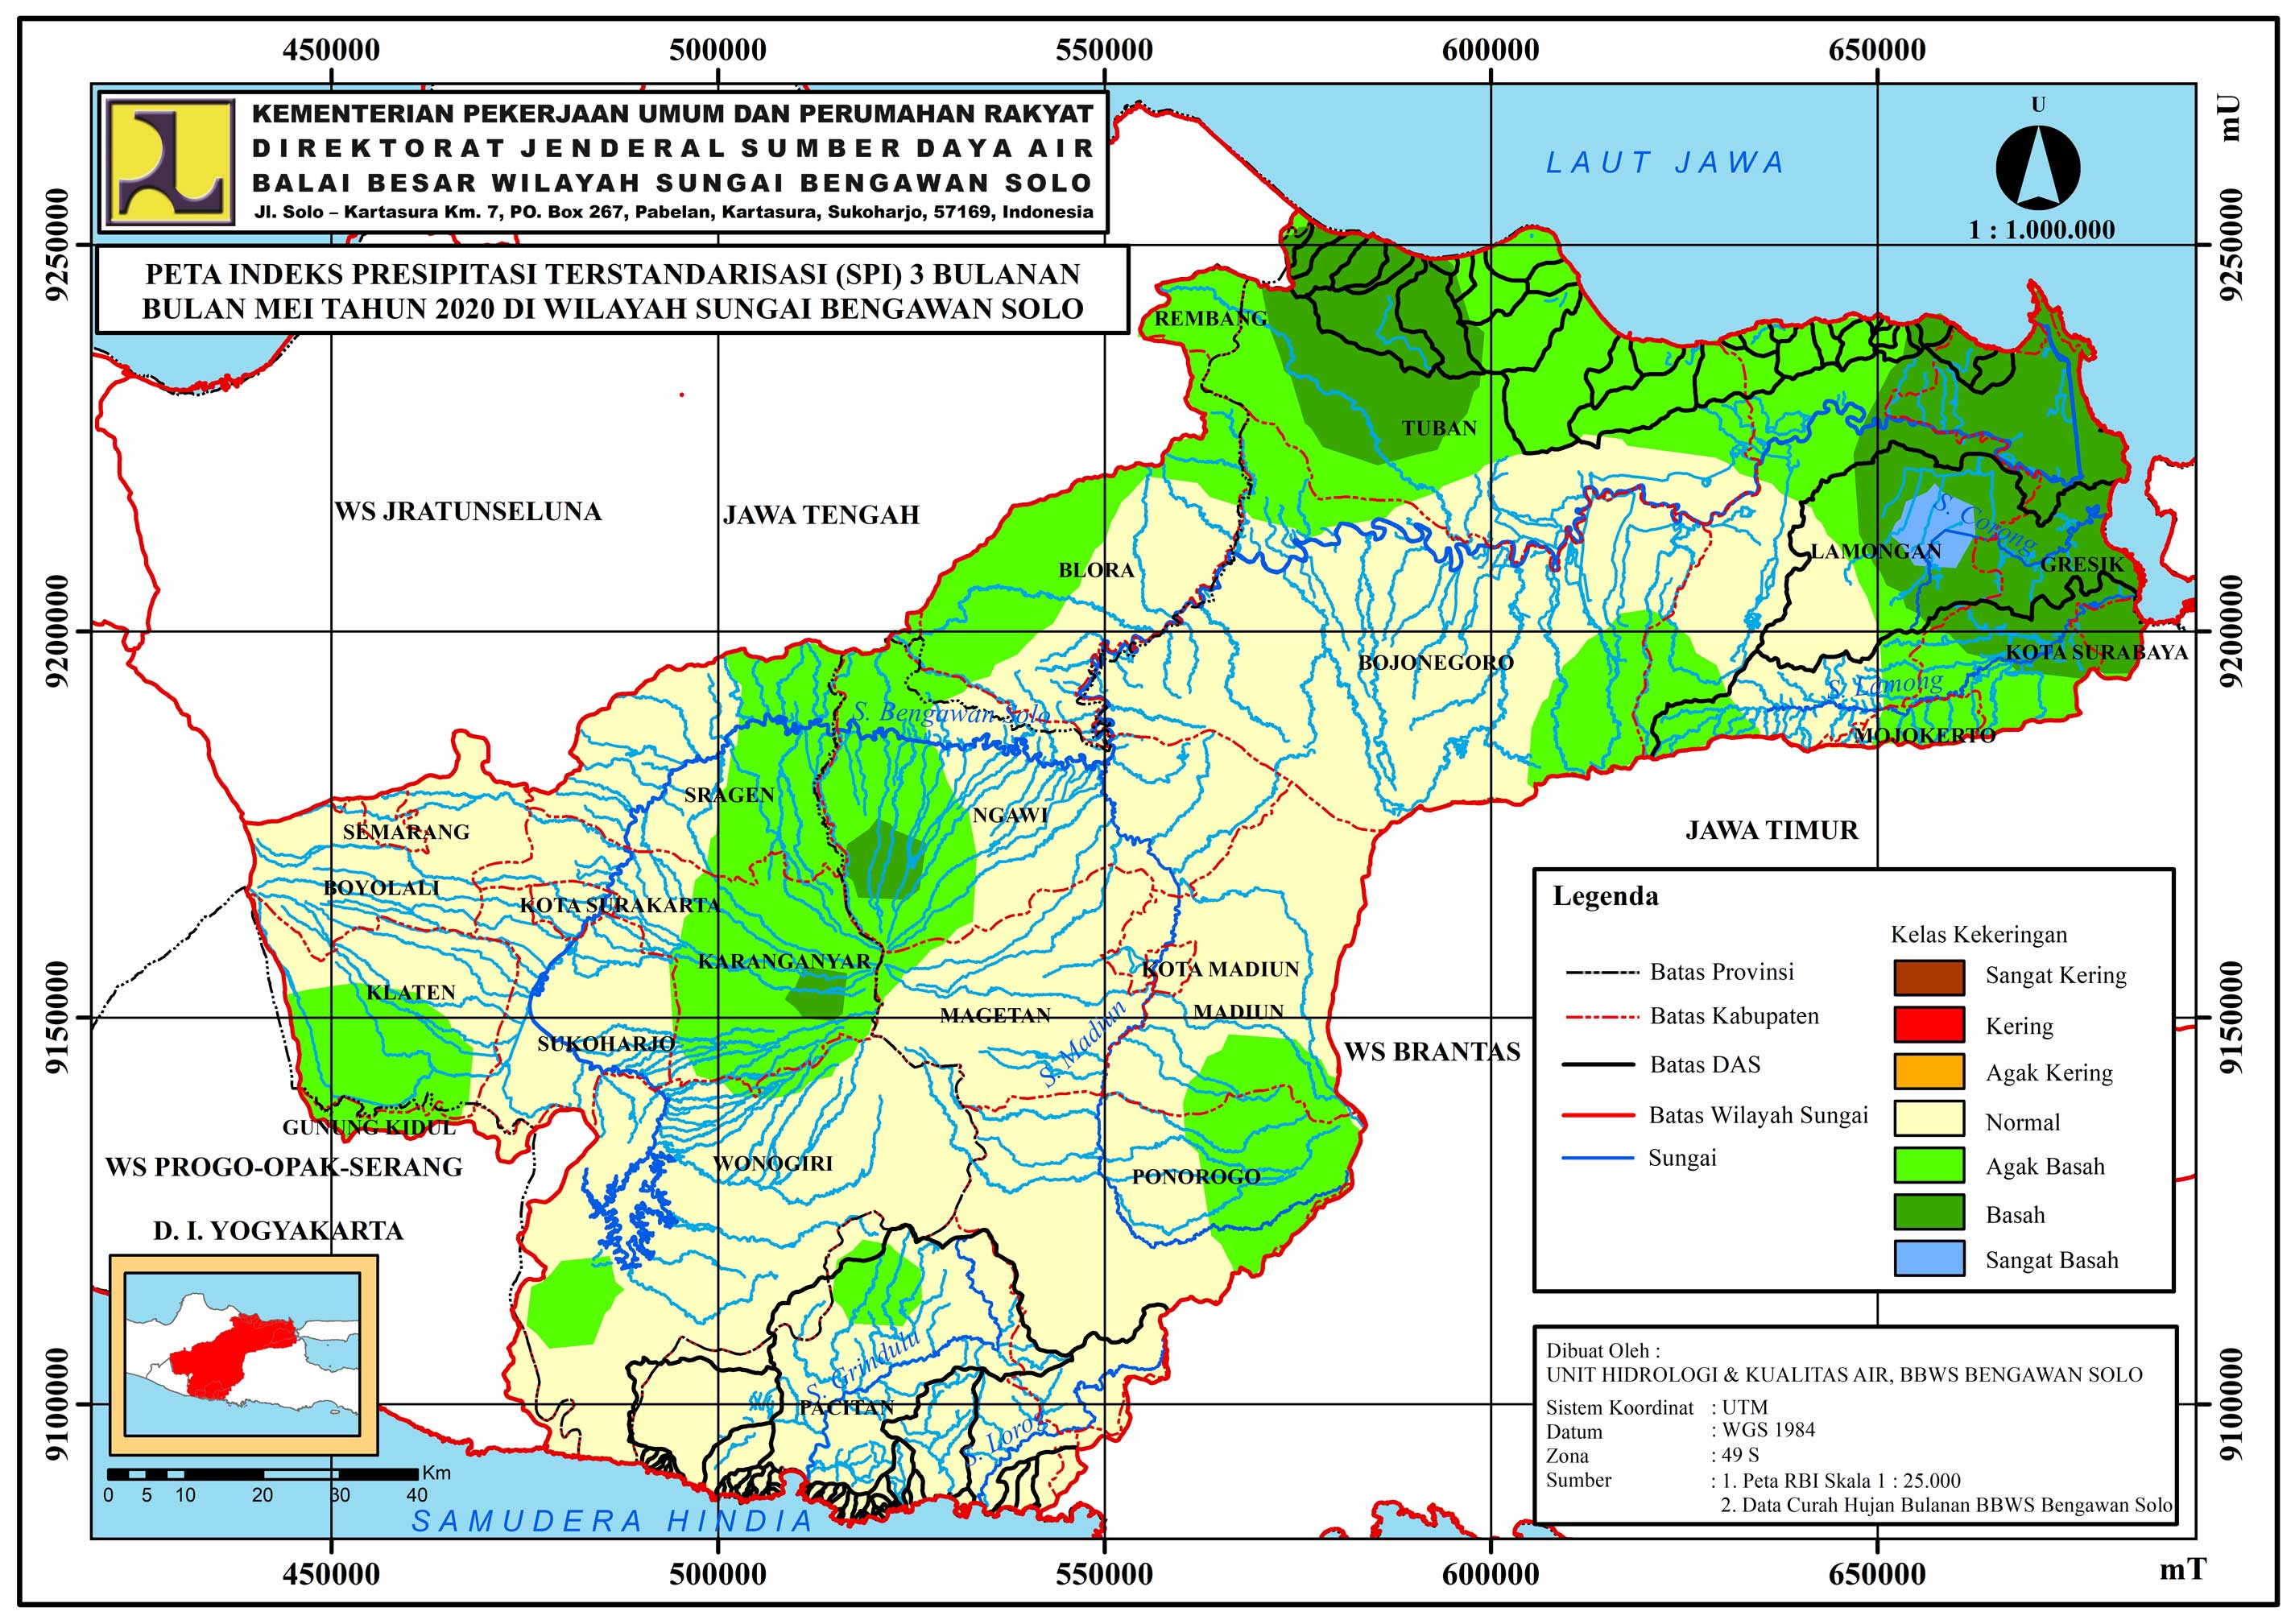 450000 500000 550000 600000 650000
KEMENTERIAN PEKERJAAN UMUM DAN PERUMAHAN RAKYAT
DIREKTORAT JENDERAL SUMBER DAYA AIR
BALAI BESAR WILAYAH SUNGAI BENGAWAN SOLO
Jl. Solo – Kartasura Km. 7, PO. Box 267, Pabelan, Kartasura, Sukoharjo, 57169, Indonesia
PETA INDEKS PRESIPITASI TERSTANDARISASI (SPI) 3 BULANAN
BULAN MEI TAHUN 2020 DI WILAYAH SUNGAI BENGAWAN SOLO
LAUT JAWA
U
1 : 1.000.000
mU
9250000 9250000
REMBANG
TUBAN
WS JRATUNSELUNA
JAWA TENGAH
S. Corong
LAMONGAN
GRESIK
BLORA
9200000 9200000
KOTA SURABAYA
BOJONEGORO
S. Lamong
S. Bengawan Solo
MOJOKERTO
SRAGEN
NGAWI
SEMARANG
JAWA TIMUR
BOYOLALI
KOTA SURAKARTA
KARANGANYAR
KOTA MADIUN
KLATEN
MAGETAN
MADIUN
9150000 9150000
SUKOHARJO
S. Madiun
WS BRANTAS
GUNUNG KIDUL
WS PROGO-OPAK-SERANG
WONOGIRI
PONOROGO
D. I. YOGYAKARTA
S. Grindulu
PACITAN
S. Lorog
9100000 9100000
Legenda
Batas Provinsi
Batas Kabupaten
Batas DAS
Batas Wilayah Sungai
Sungai
Kelas Kekeringan
Sangat Kering
Kering
Agak Kering
Normal
Agak Basah
Basah
Sangat Basah
Dibuat Oleh :
UNIT HIDROLOGI & KUALITAS AIR, BBWS BENGAWAN SOLO
Sistem Koordinat : UTM
Datum : WGS 1984
Zona : 49 S
Sumber : 1. Peta RBI Skala 1 : 25.000
2. Data Curah Hujan Bulanan BBWS Bengawan Solo
Km
0 5 10 20 30 40
SAMUDERA HINDIA
450000 500000 550000 600000 650000
mT